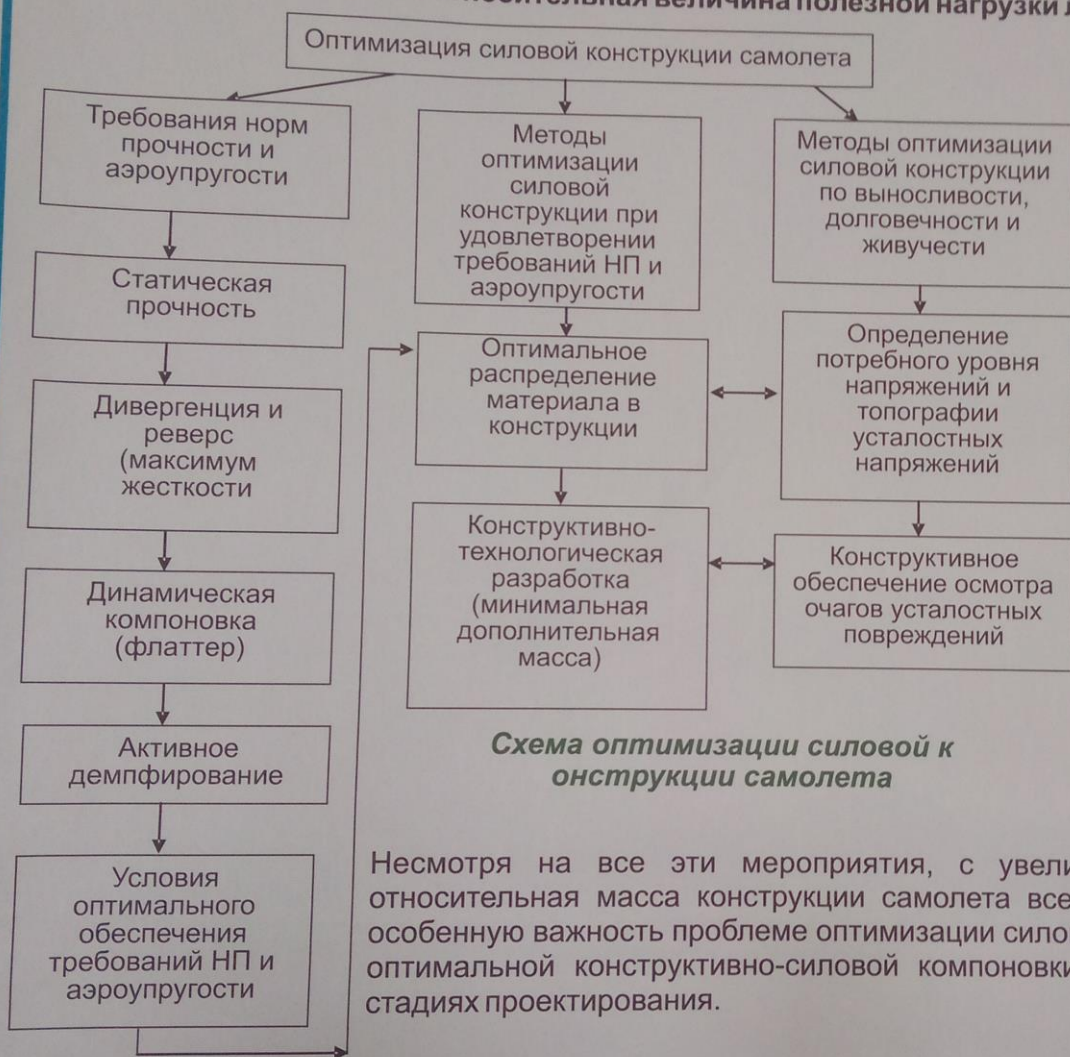 величина полезной нагрузки
Оптимизация силовой конструкции самолета
Требования норм
прочности и
аэроупругости
Статическая
прочность
Дивергенция и
реверс
(максимум
жесткости
Динамическая
компоновка
(флаттер)
Активное
демпфирование
Условия
оптимального
обеспечения
требований НП и
аэроупругости
Методы
оптимизации
силовой
конструкции при
удовлетворении
требований НП и
аэроупругости
Оптимальное
распределение
материала в
конструкции
Конструктивно-
технологическая
разработка
(минимальная
дополнительная
масса)
Методы оптимизации
силовой конструкции
по выносливости,
долговечности и
живучести
Определение
потребного уровня
напряжений и
топографии
усталостных
напряжений
Конструктивное
обеспечение осмотра
очагов усталостных
повреждений
Схема оптимизации силовой к
онструкции самолета
Несмотря на все эти мероприятия, с увели
относительная масса конструкции самолета все
особенную важность проблеме оптимизации сило
оптимальной конструктивно-силовой компоновки
стадиях проектирования.